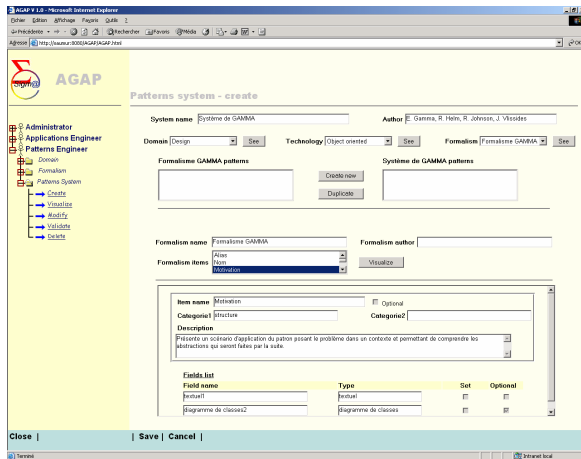 AGAP V 1.0 - Microsoft Internet Explorer
Fichier Edition Affichage Favoris Outils ?
Précédente Rechercher Favoris Média
Adresse http://sauzeur:8080/AGAP/AGAP.html OK
Sigma AGAP
Patterns system - create
System name Système de GAMMA Author E. Gamma, R. Helm, R. Johnson, J. Vlissides
Administrator
Applications Engineer
Patterns Engineer
Domain
Formalism
Patterns System
Create
Visualize
Modify
Validate
Delete
Domain Design See Technology Object oriented See Formalism Formalisme GAMMA See
Formalisme GAMMA patterns Système de GAMMA patterns
Create new
Duplicate
Formalism name Formalisme GAMMA Formalism author
Formalism items Alias
Nom
Motivation
Visualize
Item name Motivation Optional
Categorie1 structure Categorie2
Description
Présente un scénario d'application du patron posant le problème dans un contexte et permettant de comprendre les
abstractions qui seront faites par la suite.
Fields list
Field name Type Set Optional
textuel1 textuel
diagramme de classes2 diagramme de classes
Close | | Save | Cancel |
Terminé Intranet local